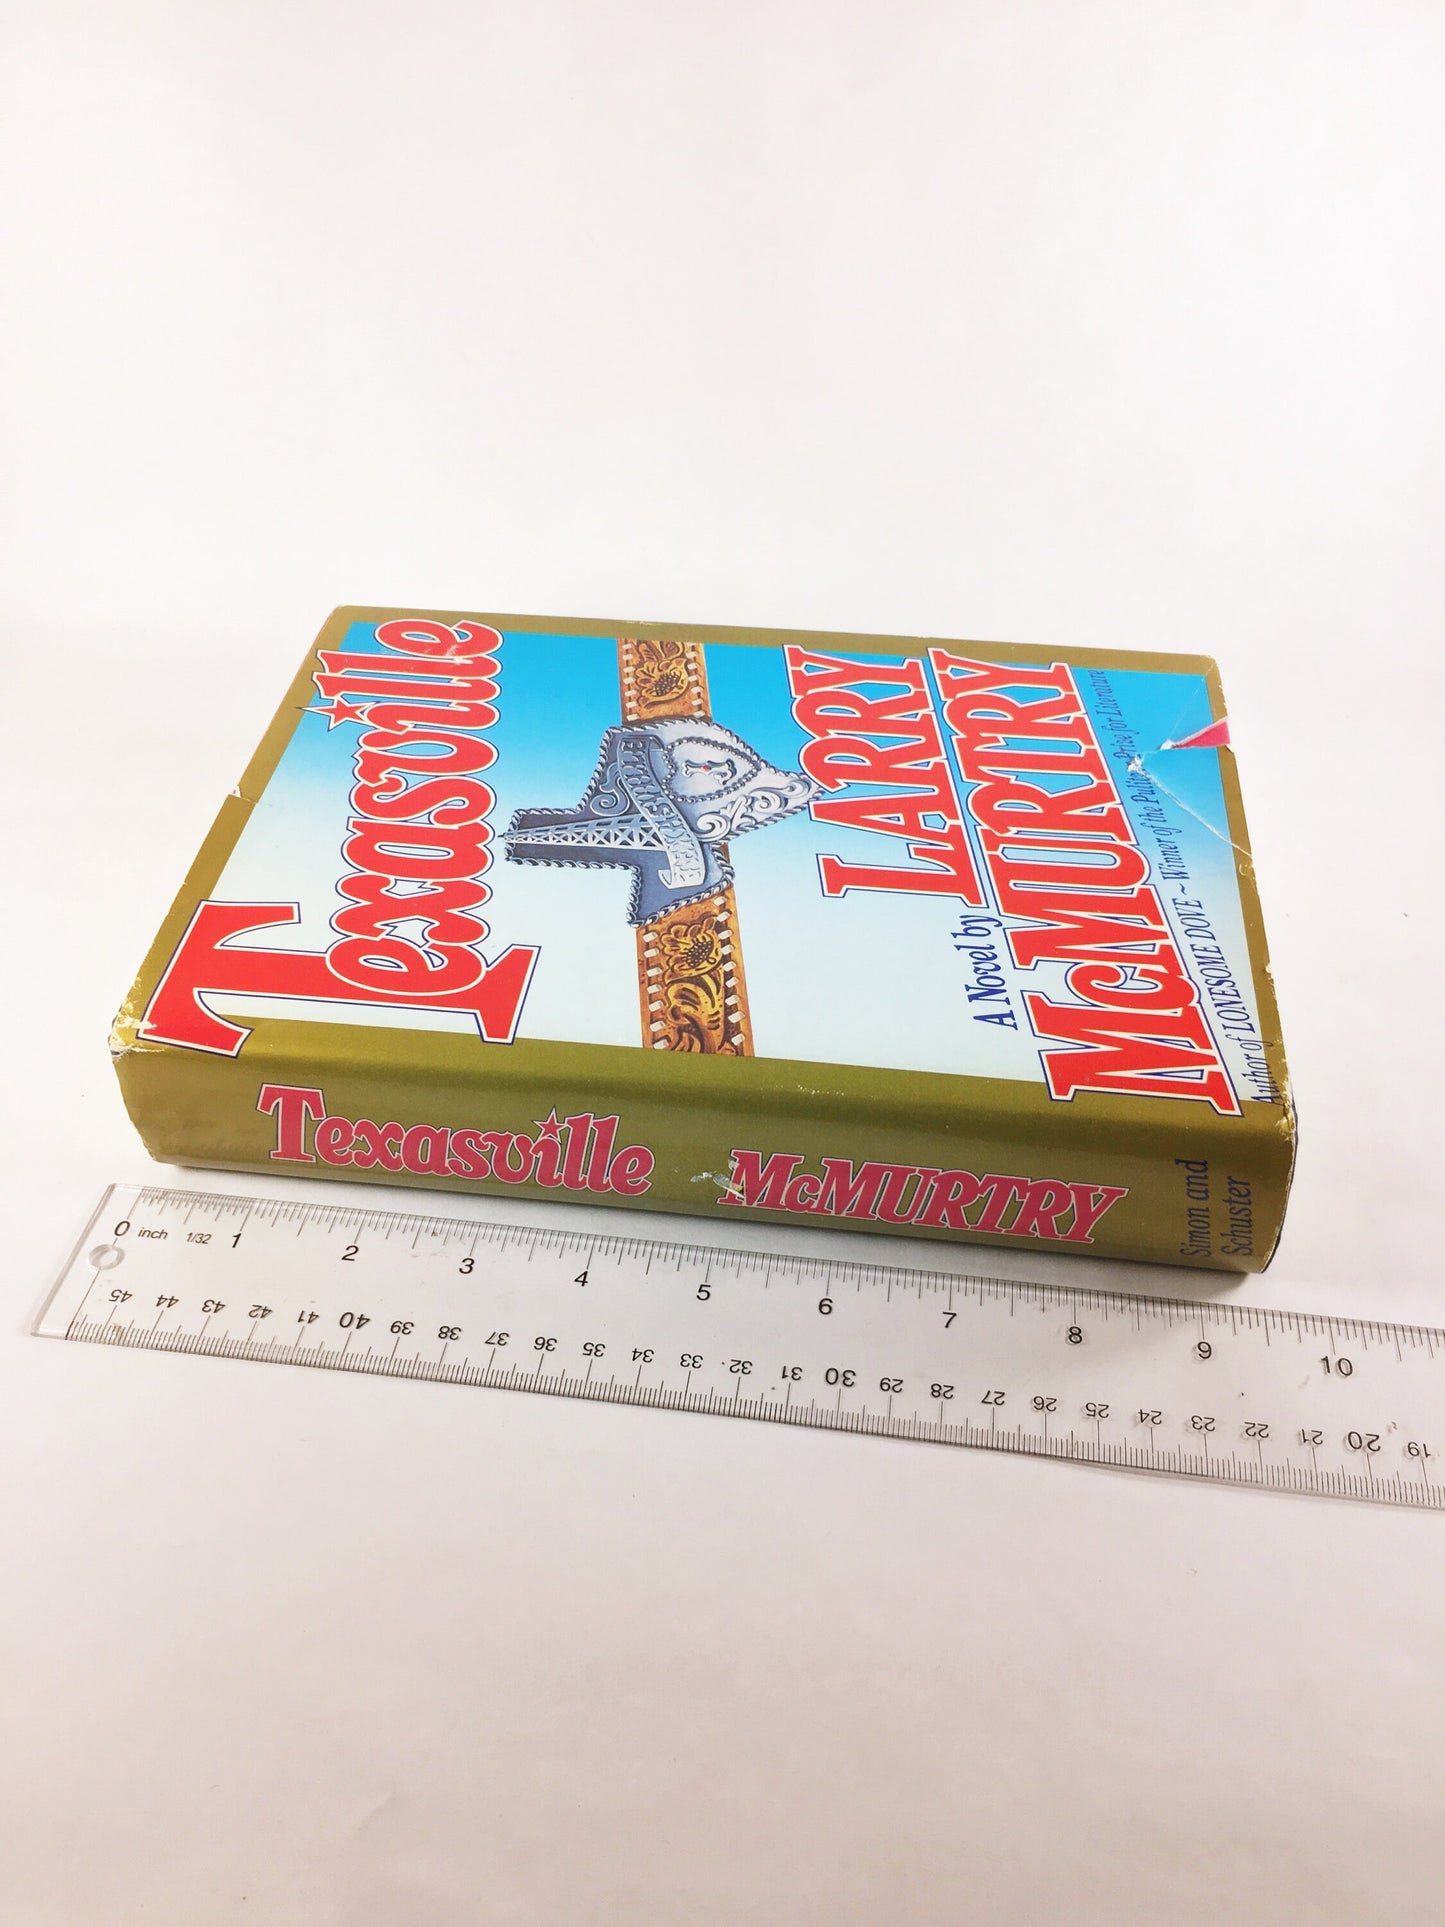 Texasville
TEXASVILLE
A Novel by
LARRY
McMURTRY
Author of LONESOME DOVE ~ Winner of the Pulitzer Prize for Literature
Texasville McMURTRY
Simon and
Schuster
0 inch 1/32 1 2 3 4 5 6 7 8 9 10
45 44 43 42 41 40 39 38 37 36 35 34 33 32 31 30 29 28 27 26 25 24 23 22 21 20 19